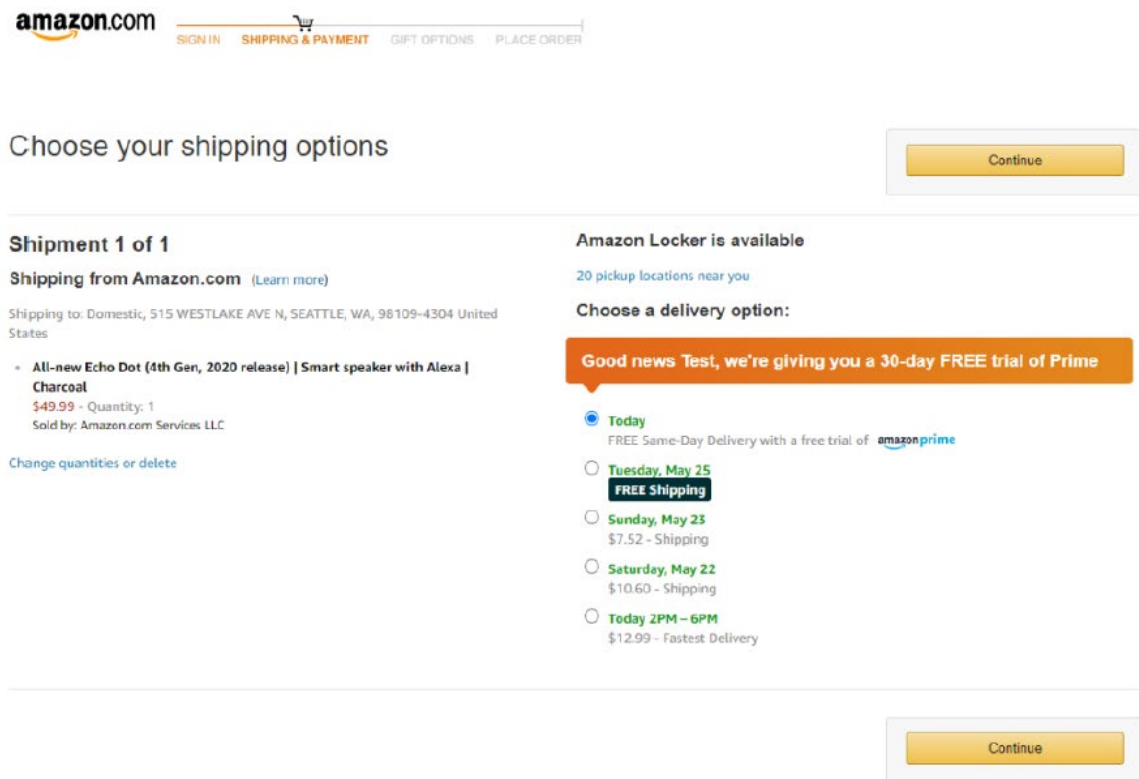 amazon.com
SIGN IN SHIPPING & PAYMENT GIFT OPTIONS PLACE ORDER
Choose your shipping options
Continue
Shipment 1 of 1
Shipping from Amazon.com (Learn more)
Shipping to: Domestic, 515 WESTLAKE AVE N, SEATTLE, WA, 98109-4304 United
States
All-new Echo Dot (4th Gen, 2020 release) | Smart speaker with Alexa |
Charcoal
$49.99 - Quantity: 1
Sold by: Amazon.com Services LLC
Change quantities or delete
Amazon Locker is available
20 pickup locations near you
Choose a delivery option:
Good news Test, we're giving you a 30-day FREE trial of Prime
Today
FREE Same-Day Delivery with a free trial of amazonprime
Tuesday, May 25
FREE Shipping
Sunday, May 23
$7.52 - Shipping
Saturday, May 22
$10.60 - Shipping
Today 2PM – 6PM
$12.99 - Fastest Delivery
Continue